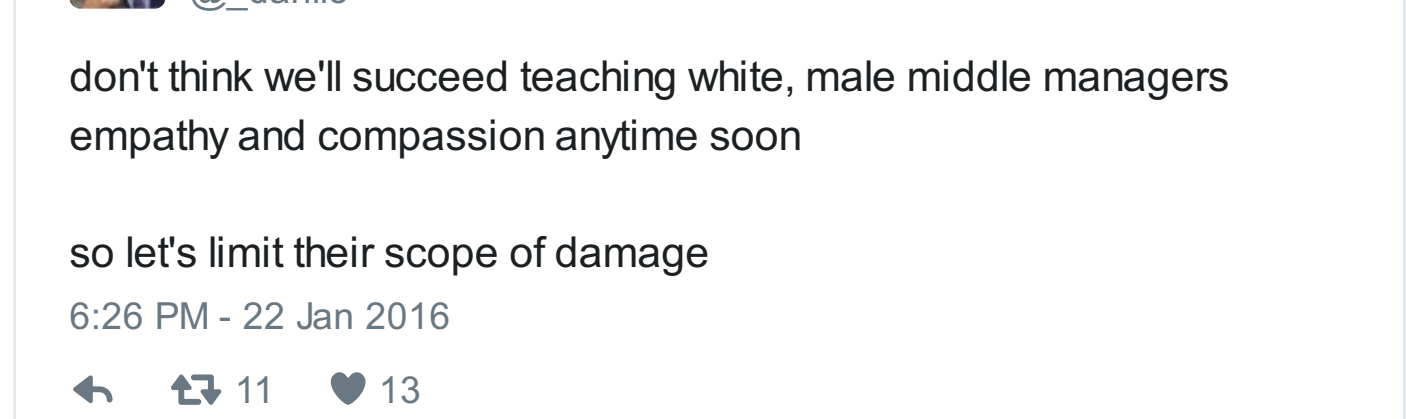 don't think we'll succeed teaching white, male middle managers
empathy and compassion anytime soon
so let's limit their scope of damage
6:26 PM - 22 Jan 2016
11 13